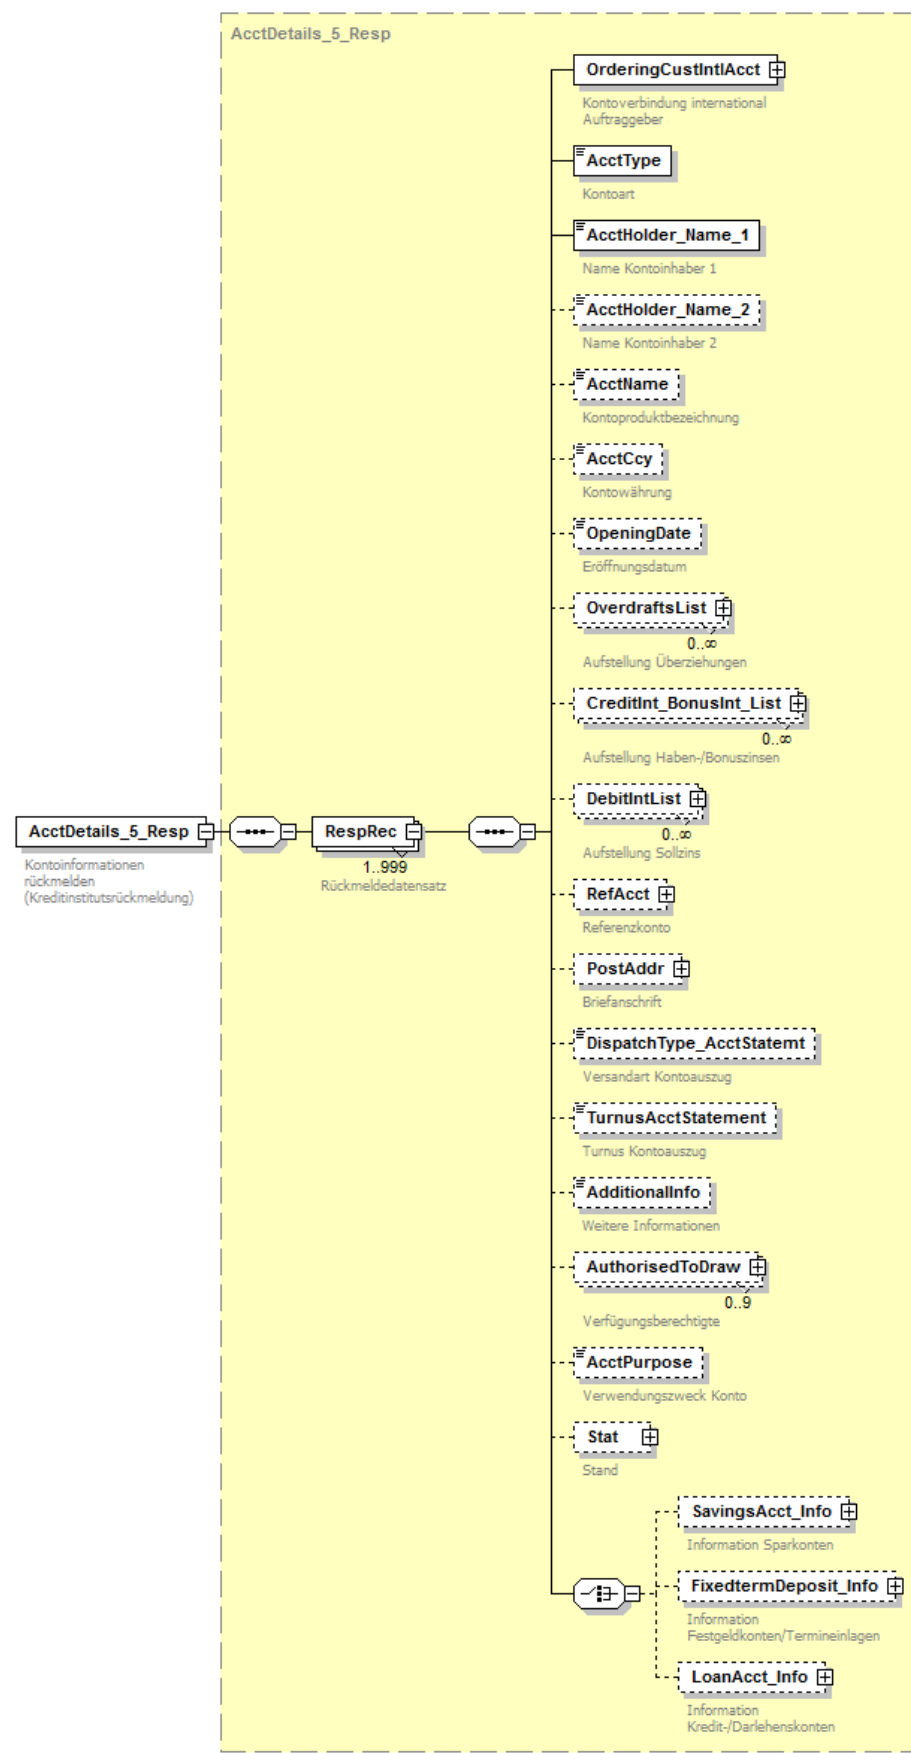 AcctDetails_5_Resp
OrderingCustIntlAcct
Kontoverbindung international
Auftraggeber
AcctType
Kontoart
AcctHolder_Name_1
Name Kontoinhaber 1
AcctHolder_Name_2
Name Kontoinhaber 2
AcctName
Kontoproduktbezeichnung
AcctCcy
Kontowährung
OpeningDate
Eröffnungsdatum
OverdraftsList
0..∞
Aufstellung Überziehungen
CreditInt_BonusInt_List
0..∞
Aufstellung Haben-/Bonuszinsen
DebitIntList
0..∞
Aufstellung Sollzins
AcctDetails_5_Resp
Kontoinformationen
rückmelden
(Kreditinstitutsrückmeldung)
RespRec
1..999
Rückmeldedatensatz
RefAcct
Referenzkonto
PostAddr
Briefanschrift
DispatchType_AcctStatemt
Versandart Kontoauszug
TurnusAcctStatement
Turnus Kontoauszug
AdditionalInfo
Weitere Informationen
AuthorisedToDraw
0..9
Verfügungsberechtigte
AcctPurpose
Verwendungszweck Konto
Stat
Stand
SavingsAcct_Info
Information Sparkonten
FixedtermDeposit_Info
Information
Festgeldkonten/Termineinlagen
LoanAcct_Info
Information
Kredit-/Darlehenskonten